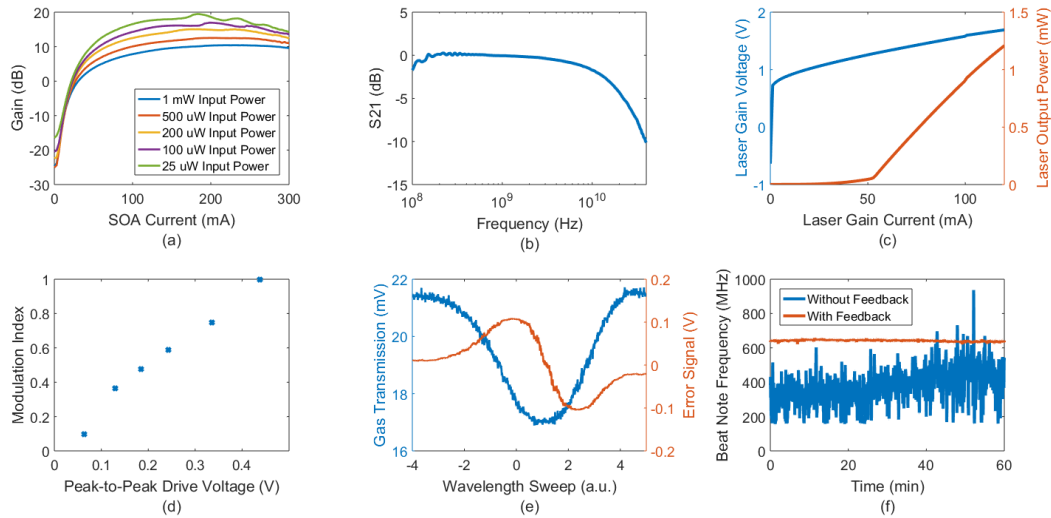 20
10
0
-10
-20
-30
Gain (dB)
1 mW Input Power
500 uW Input Power
200 uW Input Power
100 uW Input Power
25 uW Input Power
0
100
200
300
SOA Current (mA)
(a)
5
0
-5
-10
-15
S21 (dB)
10^8
10^9
10^10
Frequency (Hz)
(b)
2
1
0
-1
Laser Gain Voltage (V)
1.5
1
0.5
0
Laser Output Power (mW)
0
50
100
Laser Gain Current (mA)
(c)
1
0.8
0.6
0.4
0.2
0
Modulation Index
0
0.1
0.2
0.3
0.4
Peak-to-Peak Drive Voltage (V)
(d)
22
20
18
16
Gas Transmission (mV)
0.2
0.1
0
-0.1
-0.2
Error Signal (V)
-4
-2
0
2
4
Wavelength Sweep (a.u.)
(e)
1000
800
600
400
200
0
Beat Note Frequency (MHz)
Without Feedback
With Feedback
0
20
40
60
Time (min)
(f)